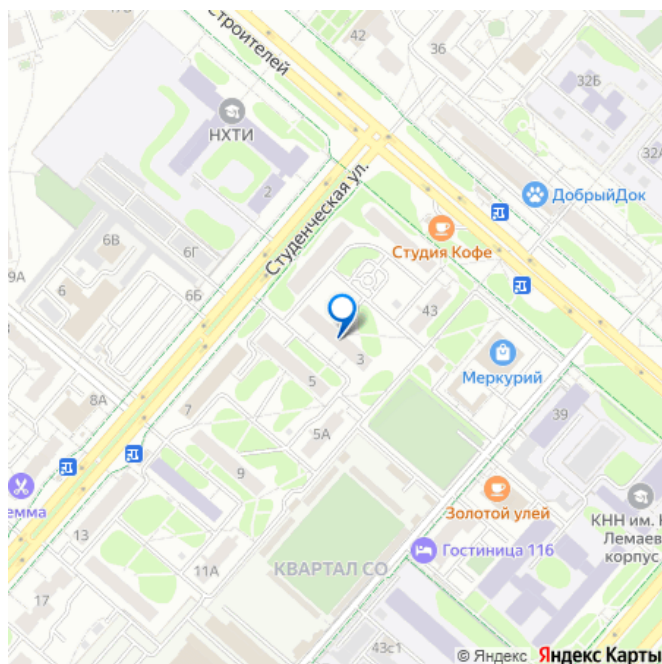 Строителей
42
36
32Б
32А
НХТИ
2
Студенческая ул.
ДобрыйДок
Студия Кофе
6В
6Г
9А
6
6Б
43
3
Меркурий
5
8А
7
5А
39
9
емма
Золотой улей
КНН им. Н
Лемаев
корпус
13
Гостиница 116
КВАРТАЛ СО
11А
17
43с1
© Яндекс Яндекс Карты